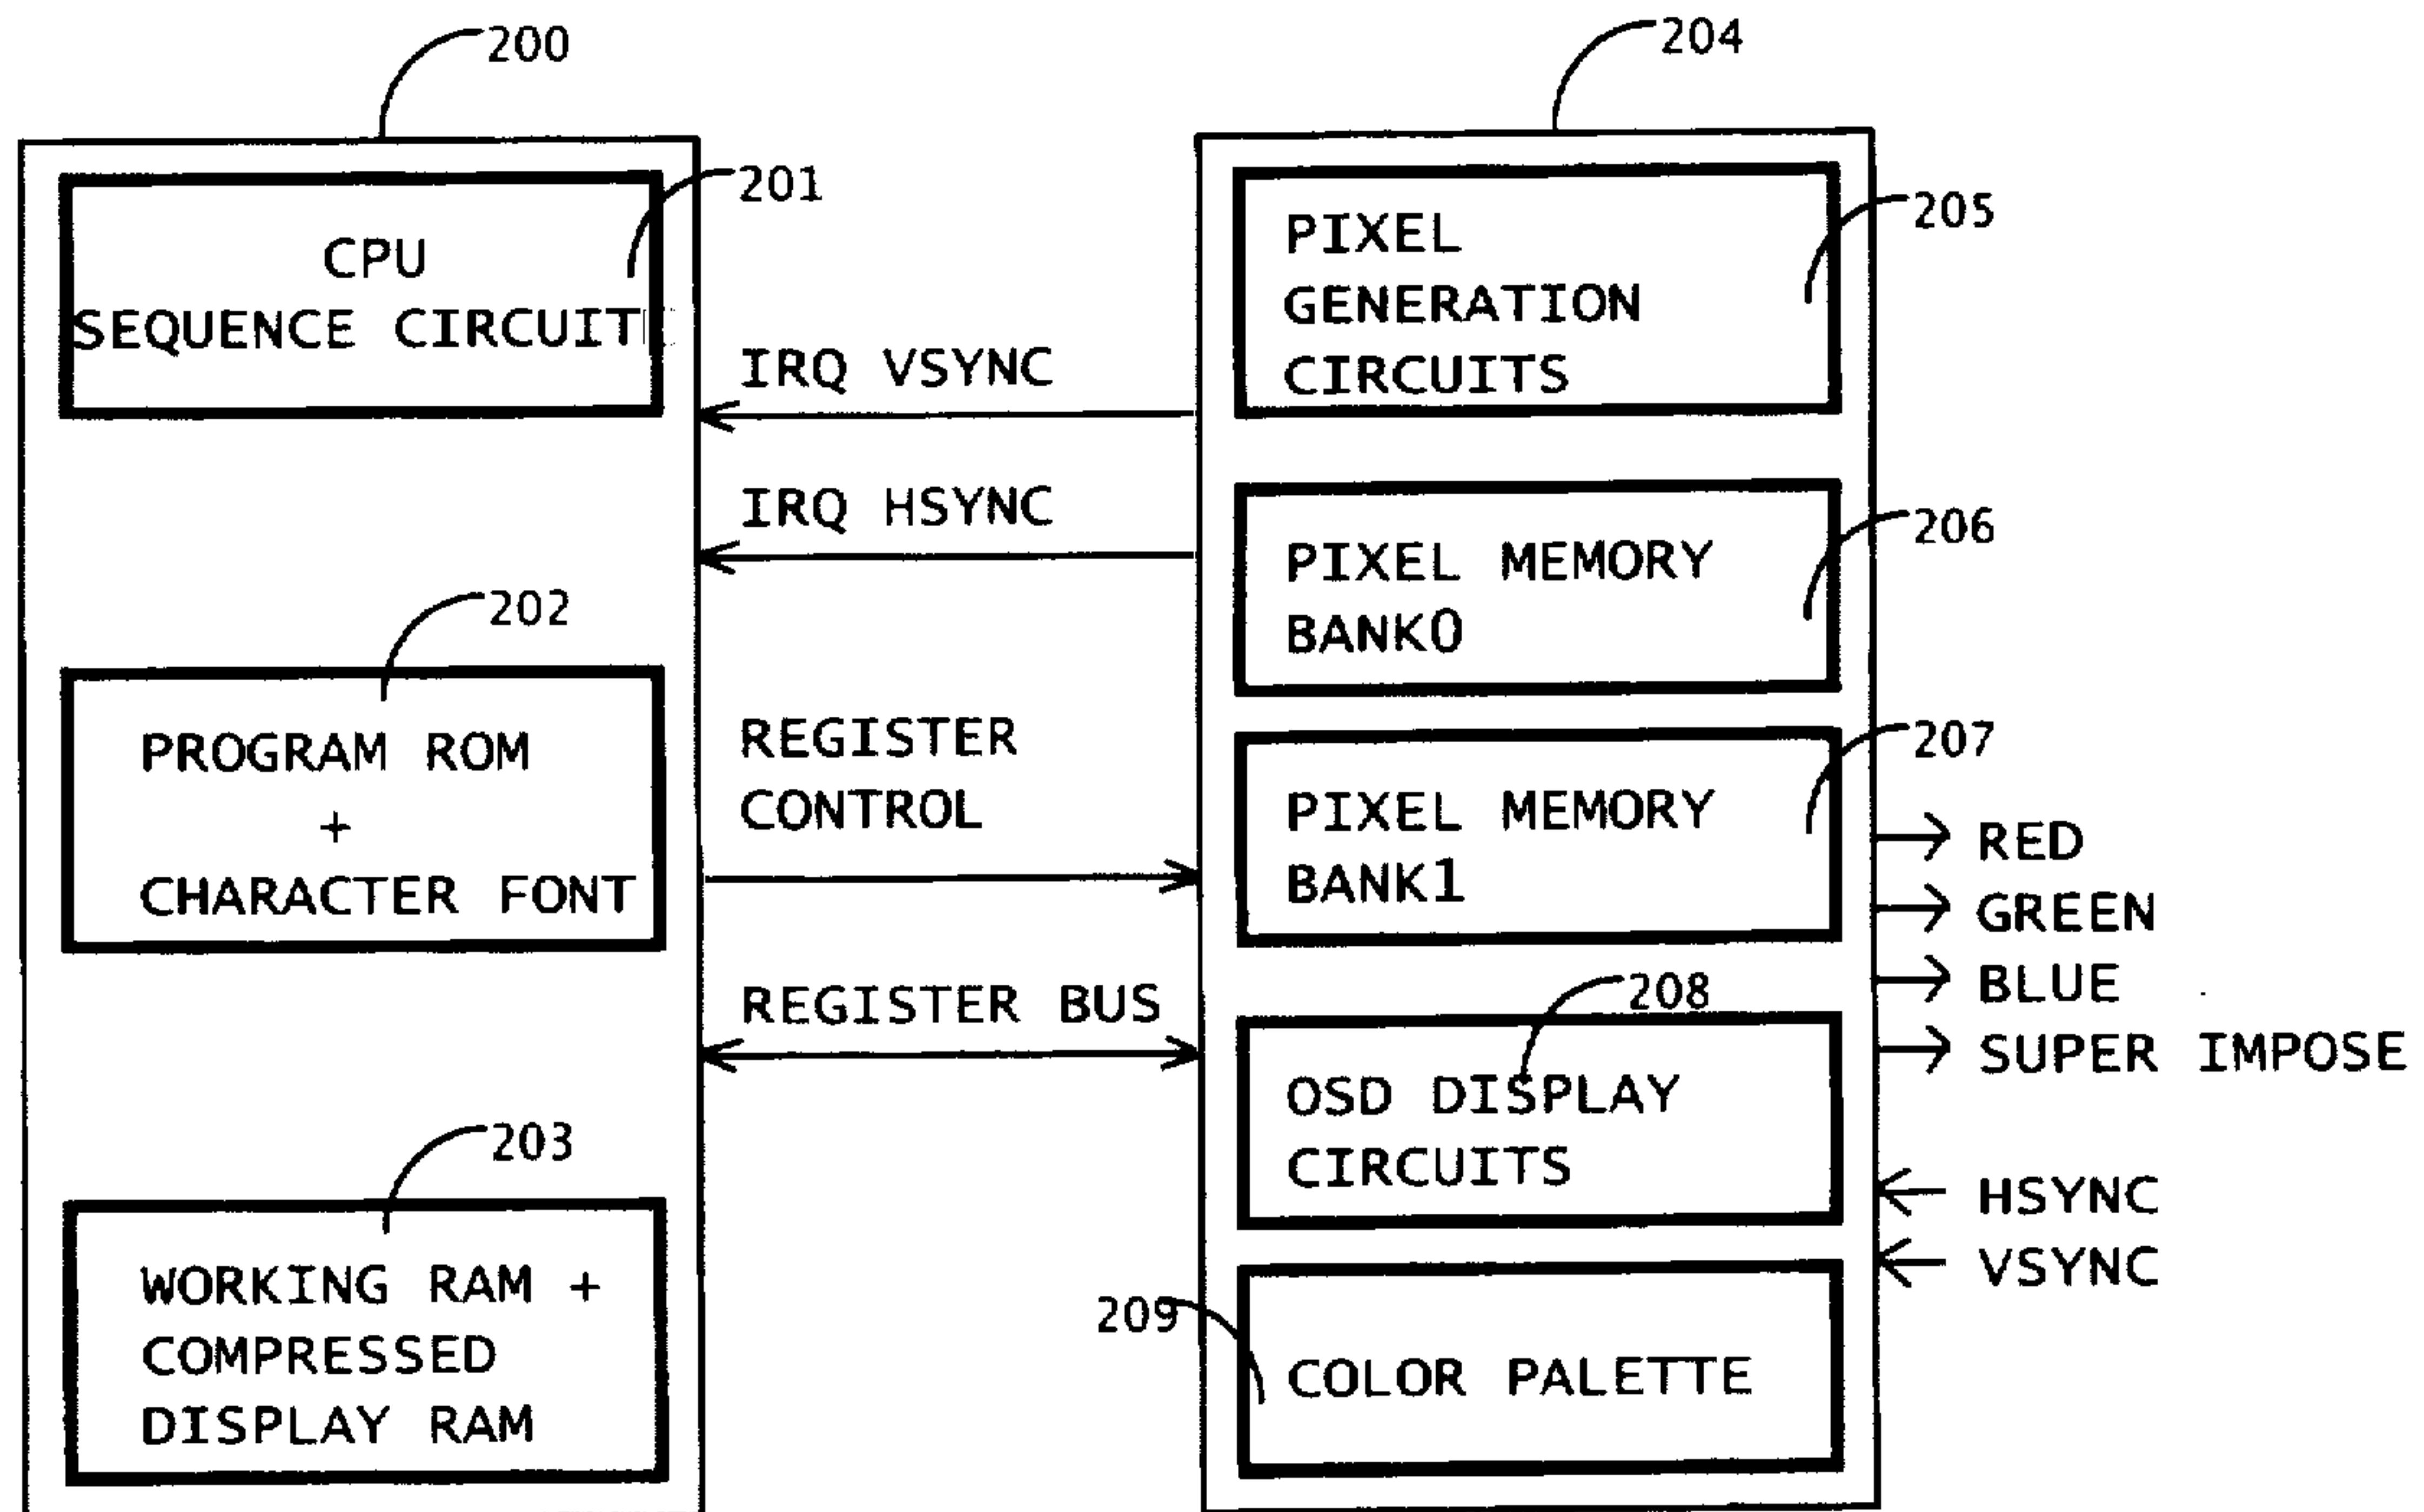 200
204
201
CPU
SEQUENCE CIRCUIT
202
PROGRAM ROM
+
CHARACTER FONT
203
WORKING RAM +
COMPRESSED
DISPLAY RAM
IRQ VSYNC
IRQ HSYNC
REGISTER
CONTROL
REGISTER BUS
205
PIXEL
GENERATION
CIRCUITS
206
PIXEL MEMORY
BANK0
207
PIXEL MEMORY
BANK1
208
OSD DISPLAY
CIRCUITS
209
COLOR PALETTE
RED
GREEN
BLUE
SUPER IMPOSE
HSYNC
VSYNC